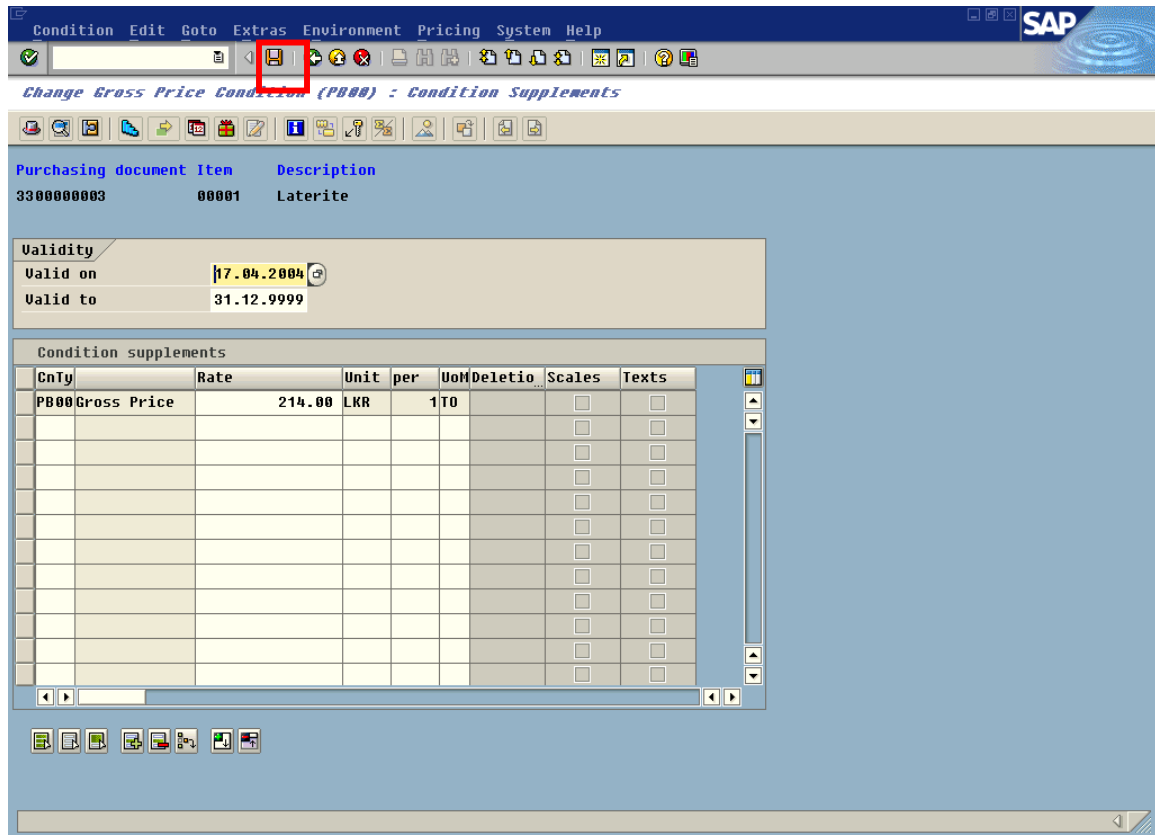 Condition Edit Goto Extras Environment Pricing System Help
SAP
Change Gross Price Condition (PB00) : Condition Supplements
Purchasing document Item Description
3300000003 00001 Laterite
Validity
Valid on 17.04.2004
Valid to 31.12.9999
Condition supplements
CnTy Rate Unit per UoM Deletio… Scales Texts
PB00 Gross Price 214.00 LKR 1 TO